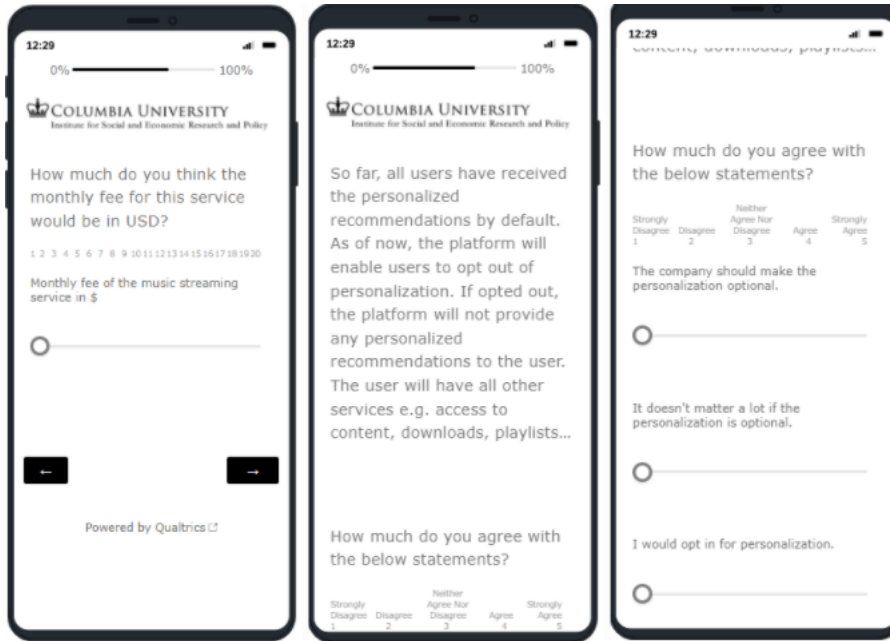 12:29
0% 100%
COLUMBIA UNIVERSITY
Institute for Social and Economic Research and Policy
How much do you think the
monthly fee for this service
would be in USD?
1 2 3 4 5 6 7 8 9 10 11 12 13 14 15 16 17 18 19 20
Monthly fee of the music streaming
service in $
← →
Powered by Qualtrics
12:29
0% 100%
COLUMBIA UNIVERSITY
Institute for Social and Economic Research and Policy
So far, all users have received
the personalized
recommendations by default.
As of now, the platform will
enable users to opt out of
personalization. If opted out,
the platform will not provide
any personalized
recommendations to the user.
The user will have all other
services e.g. access to
content, downloads, playlists...
How much do you agree with
the below statements?
Neither
Strongly Agree Nor Strongly
Disagree Disagree Disagree Agree Agree
1 2 3 4 5
12:29
content, downloads, playlists...
How much do you agree with
the below statements?
Neither
Strongly Agree Nor Strongly
Disagree Disagree Disagree Agree Agree
1 2 3 4 5
The company should make the
personalization optional.
It doesn't matter a lot if the
personalization is optional.
I would opt in for personalization.